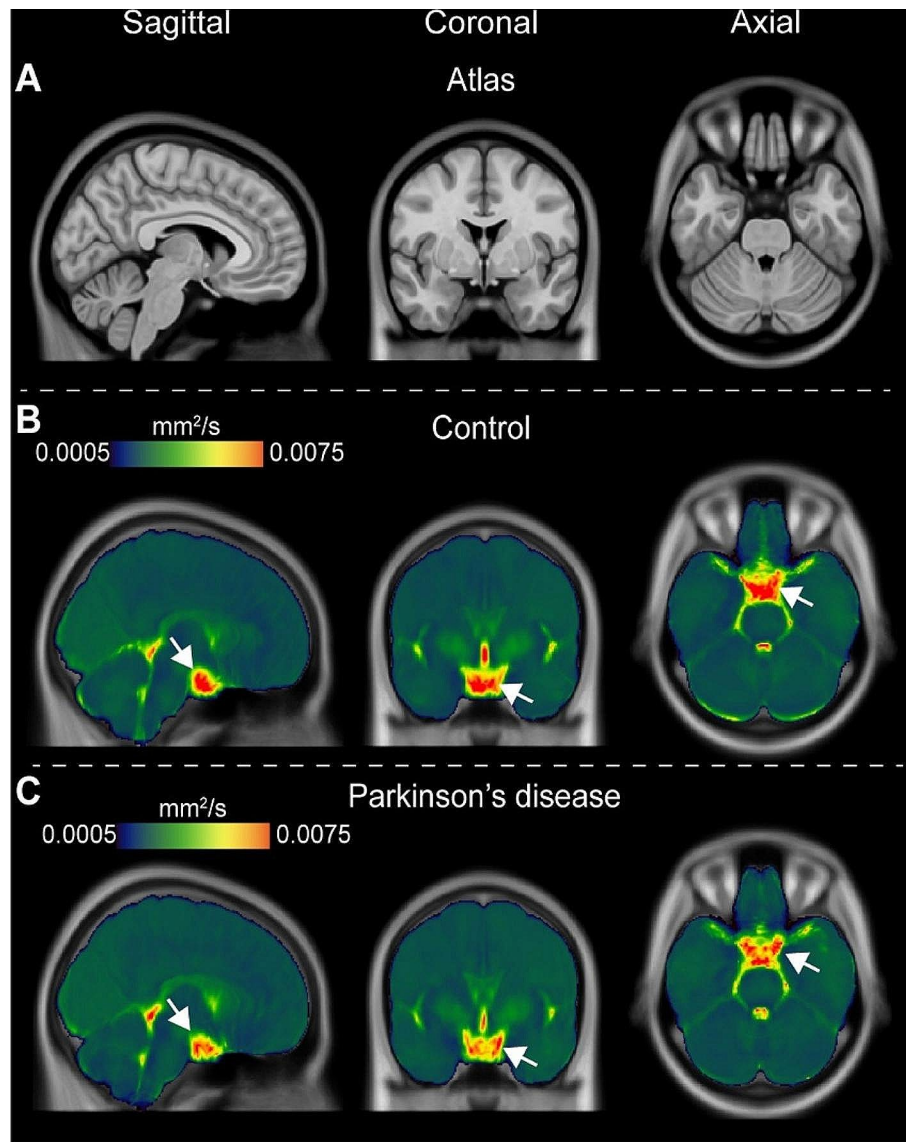 Sagittal Coronal Axial
A
Atlas
B
mm²/s
Control
0.0005 0.0075
C
mm²/s
Parkinson's disease
0.0005 0.0075